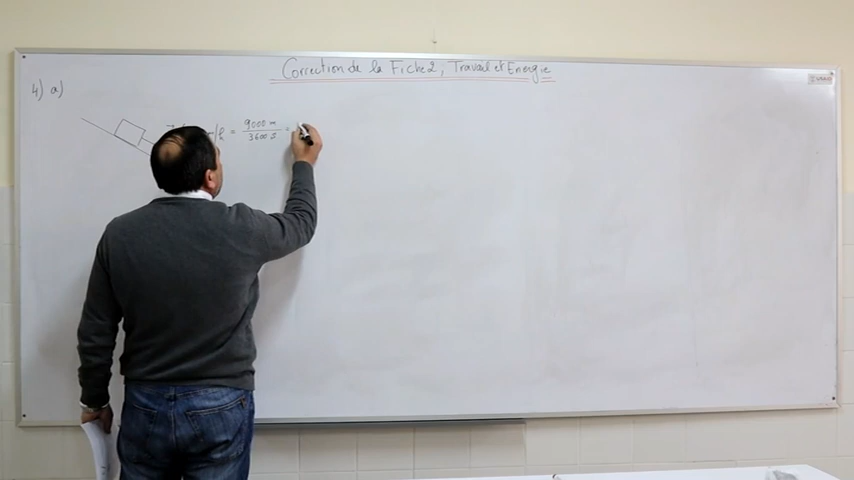 Correction de la Fiche 2, Travail et Energie
4) a)
/h = 9000 m / 3600 s =